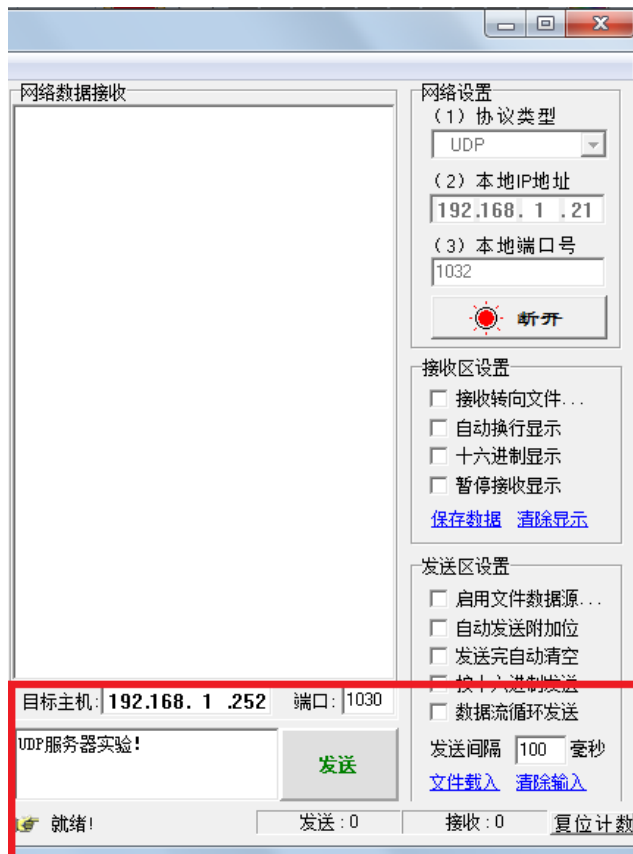 网络数据接收
网络设置
(1) 协议类型
UDP
(2) 本地IP地址
192.168. 1 .21
(3) 本地端口号
1032
断开
接收区设置
接收转向文件...
自动换行显示
十六进制显示
暂停接收显示
保存数据 清除显示
发送区设置
启用文件数据源...
自动发送附加位
发送完自动清空
按十六进制发送
数据流循环发送
发送间隔 100 毫秒
文件载入 清除输入
目标主机: 192.168. 1 .252 端口: 1030
UDP服务器实验!
发送
就绪!
发送:0
接收:0
复位计数